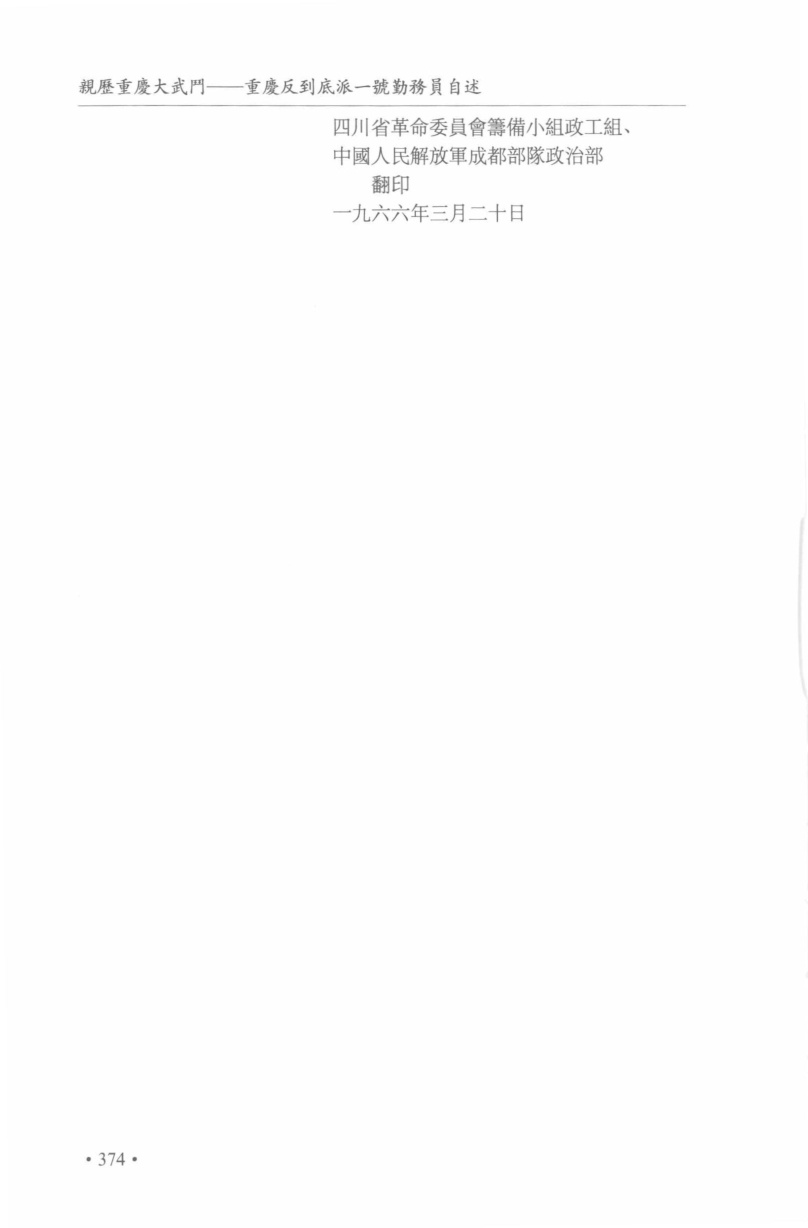 親歷重慶大武鬥——重慶反到底派一號勤務員自述
四川省革命委員會籌備小組政工組、
中國人民解放軍成都部隊政治部
翻印
一九六六年三月二十日
•374•